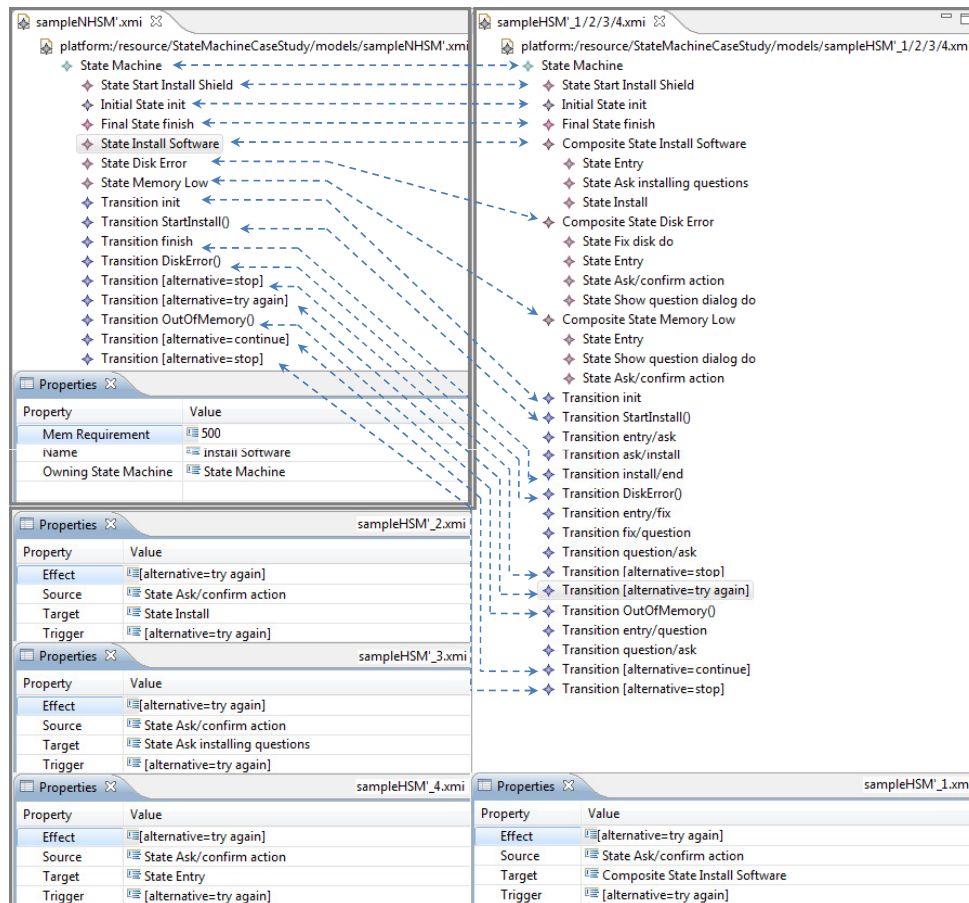 sampleNHSM'.xmi
platform:/resource/StateMachineCaseStudy/models/sampleNHSM'.xmi
State Machine
State Start Install Shield
Initial State init
Final State finish
State Install Software
State Disk Error
State Memory Low
Transition init
Transition StartInstall()
Transition finish
Transition DiskError()
Transition [alternative=stop]
Transition [alternative=try again]
Transition OutOfMemory()
Transition [alternative=continue]
Transition [alternative=stop]
Properties
Property Value
Mem Requirement 500
Name Install Software
Owning State Machine State Machine
sampleHSM'_1/2/3/4.xmi
platform:/resource/StateMachineCaseStudy/models/sampleHSM'_1/2/3/4.xm
State Machine
State Start Install Shield
Initial State init
Final State finish
Composite State Install Software
State Entry
State Ask installing questions
State Install
Composite State Disk Error
State Fix disk do
State Entry
State Ask/confirm action
State Show question dialog do
Composite State Memory Low
State Entry
State Show question dialog do
State Ask/confirm action
Transition init
Transition StartInstall()
Transition entry/ask
Transition ask/install
Transition install/end
Transition DiskError()
Transition entry/fix
Transition fix/question
Transition question/ask
Transition [alternative=stop]
Transition [alternative=try again]
Transition OutOfMemory()
Transition entry/question
Transition question/ask
Transition [alternative=continue]
Transition [alternative=stop]
Properties sampleHSM'_2.xmi
Property Value
Effect [alternative=try again]
Source State Ask/confirm action
Target State Install
Trigger [alternative=try again]
Properties sampleHSM'_3.xmi
Property Value
Effect [alternative=try again]
Source State Ask/confirm action
Target State Ask installing questions
Trigger [alternative=try again]
Properties sampleHSM'_4.xmi
Property Value
Effect [alternative=try again]
Source State Ask/confirm action
Target State Entry
Trigger [alternative=try again]
Properties sampleHSM'_1.xm
Property Value
Effect [alternative=try again]
Source State Ask/confirm action
Target Composite State Install Software
Trigger [alternative=try again]